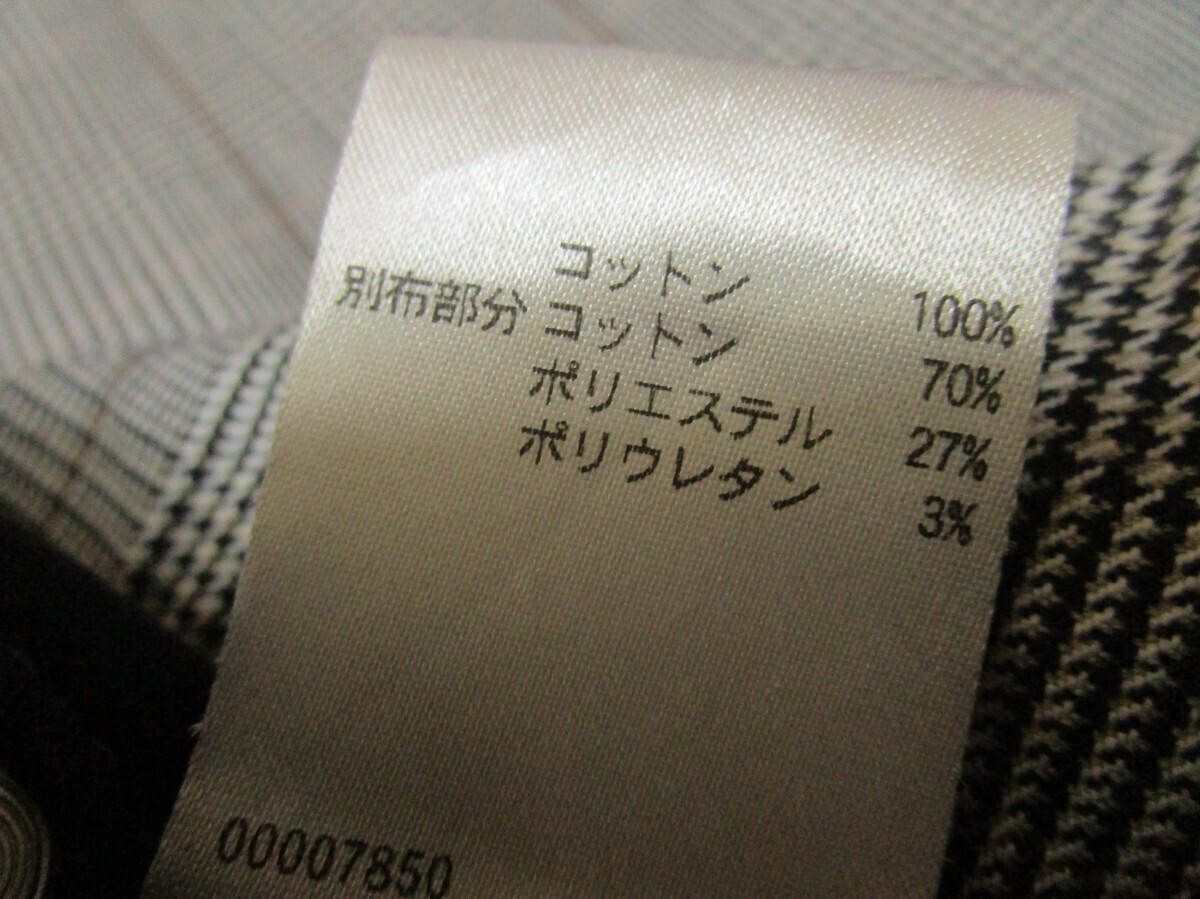 コットン 100%
別布部分 コットン 70%
ポリエステル 27%
ポリウレタン 3%
00007850